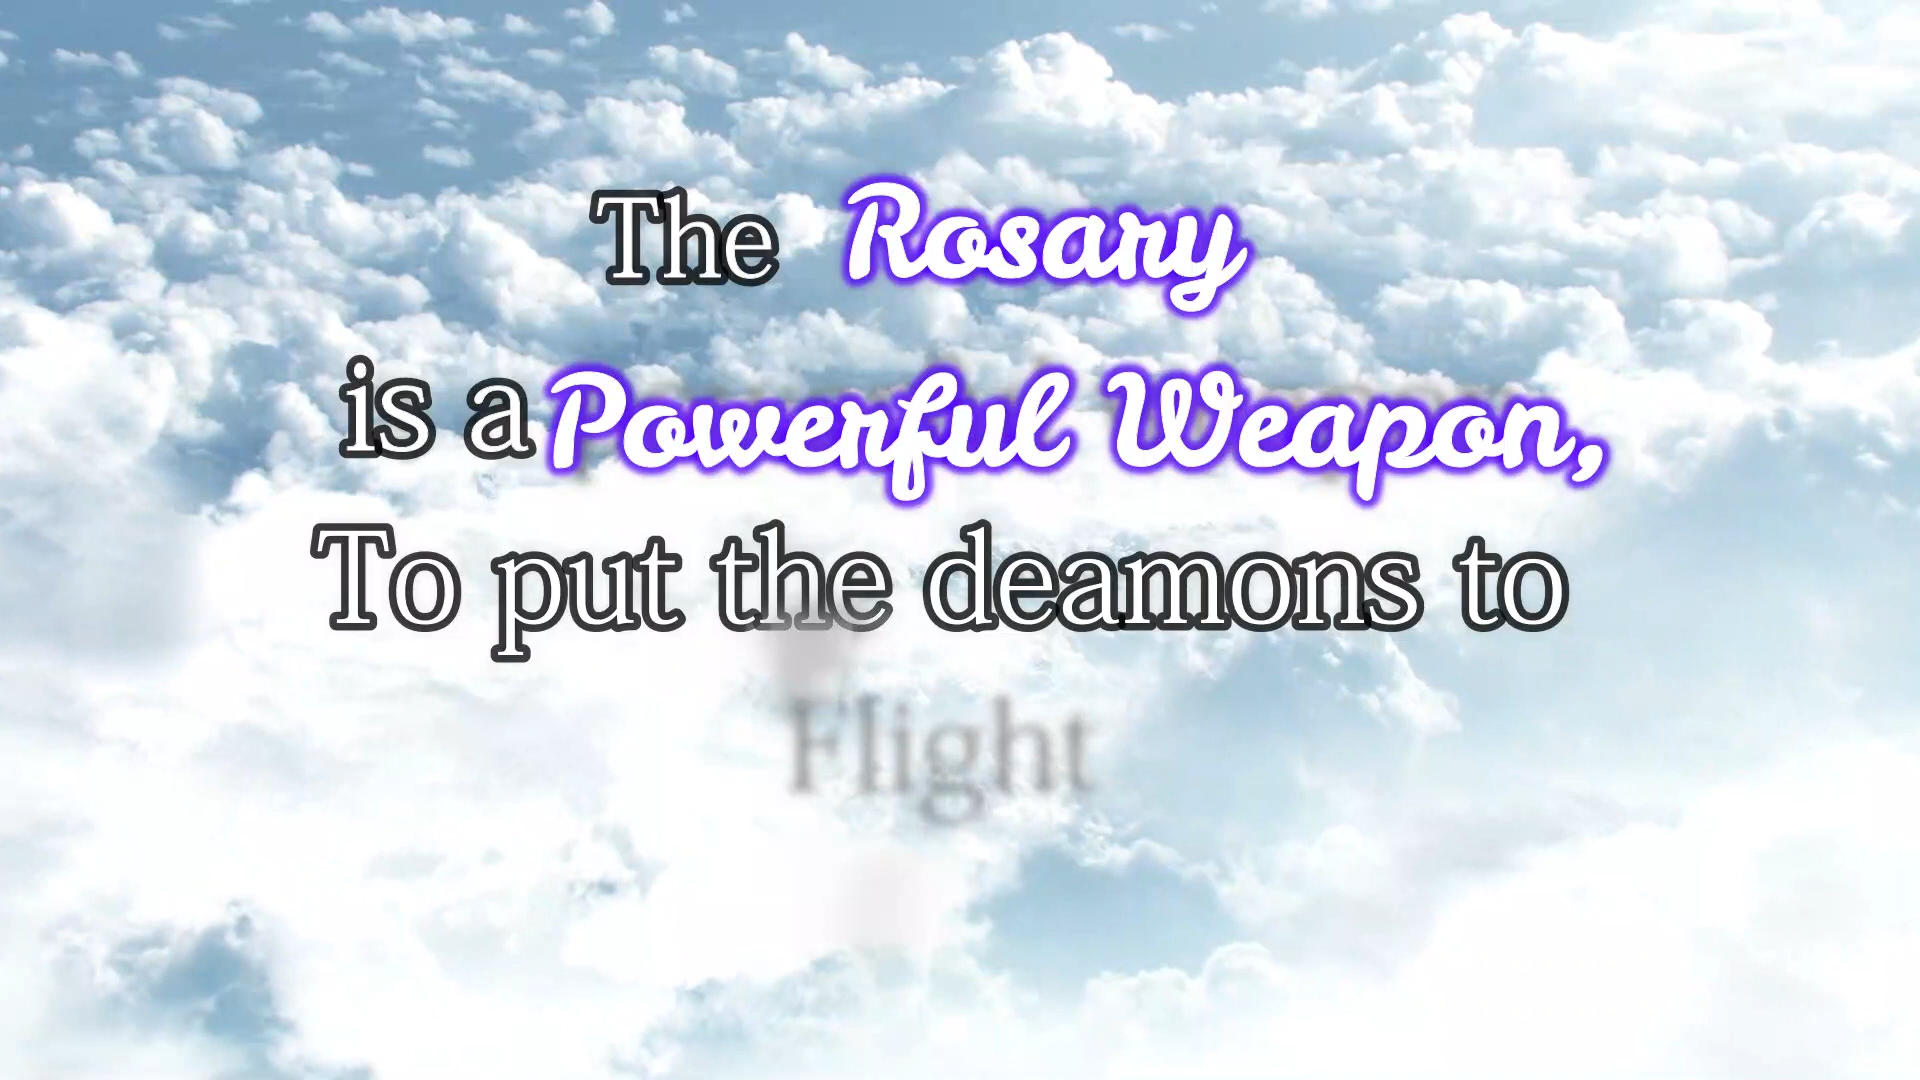 The Rosary
is a Powerful Weapon,
To put the deamons to
Flight